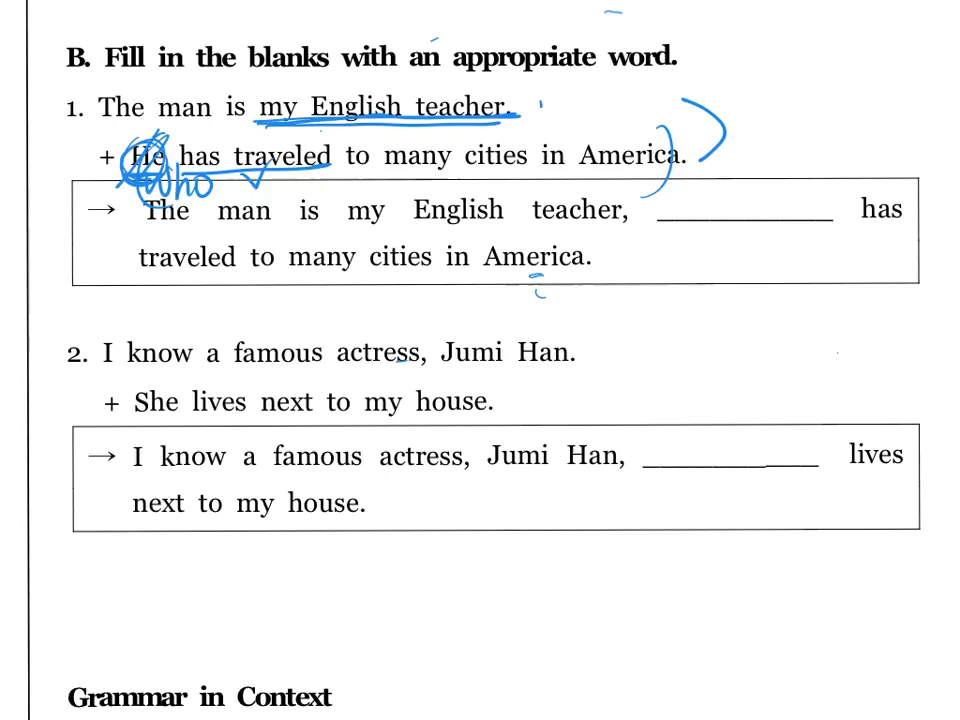 B. Fill in the blanks with an appropriate word.
1. The man is my English teacher.
+ He has traveled to many cities in America.
Who
→ The man is my English teacher, ____________ has
traveled to many cities in America.
2. I know a famous actress, Jumi Han.
+ She lives next to my house.
→ I know a famous actress, Jumi Han, ____________ lives
next to my house.
Grammar in Context